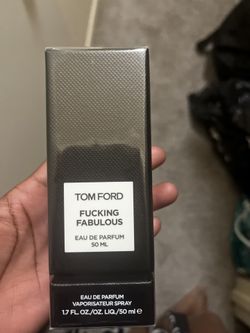 TOM FORD
FUCKING
FABULOUS
EAU DE PARFUM
50 ML
EAU DE PARFUM
VAPORISATEUR SPRAY
1.7 FL. OZ./OZ. LIQ./50 ml ℮